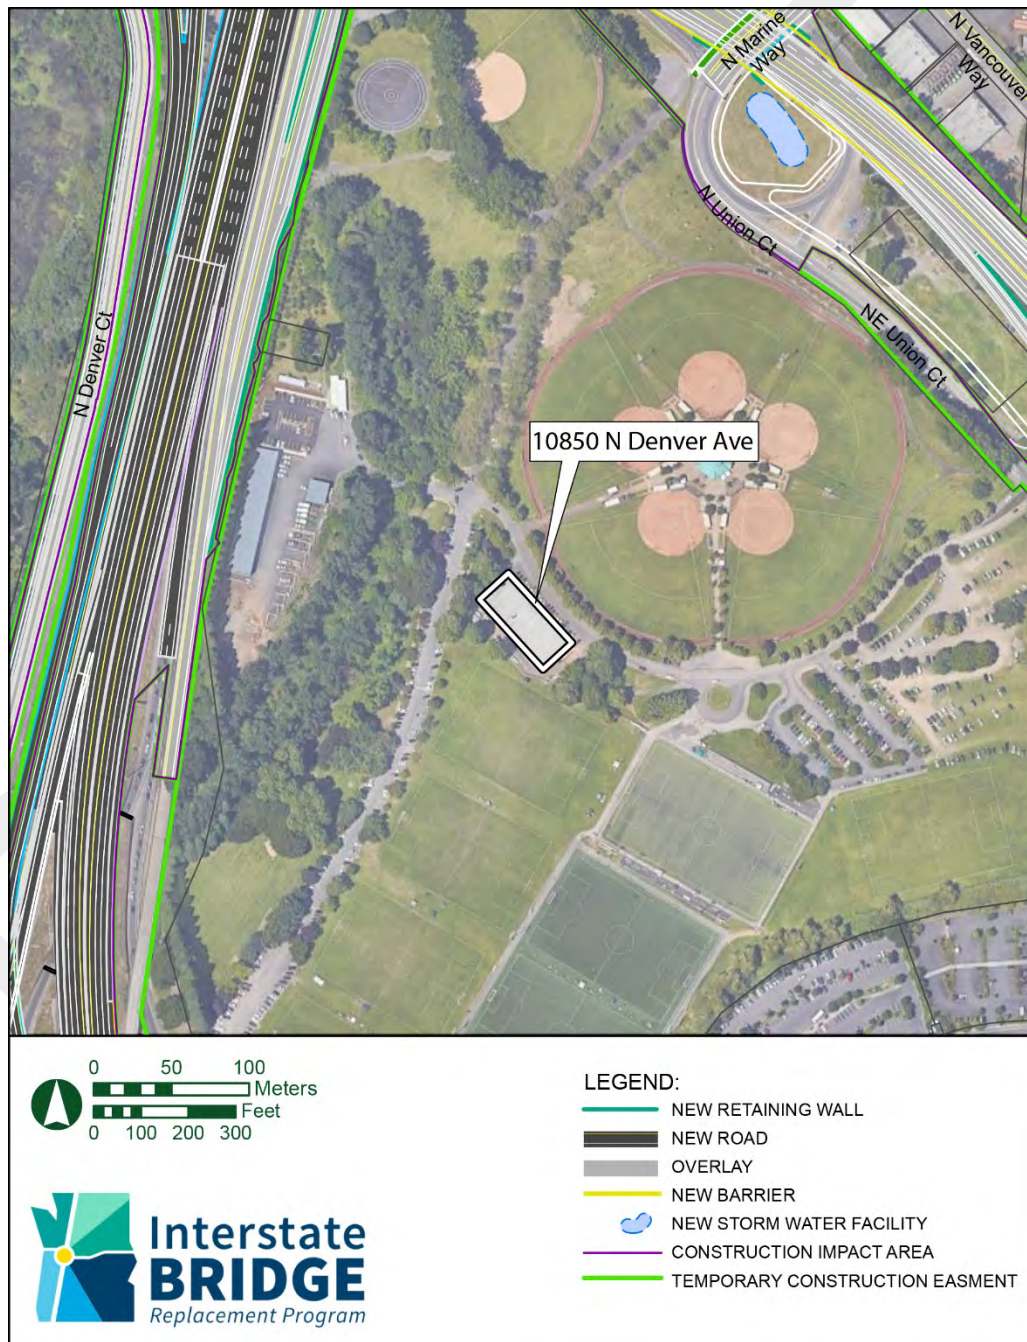 N Marine
Way
N Vancouver
Way
N Union Ct
NE Union Ct
N Denver Ct
10850 N Denver Ave
0 50 100
Meters
Feet
0 100 200 300
Interstate
BRIDGE
Replacement Program
LEGEND:
NEW RETAINING WALL
NEW ROAD
OVERLAY
NEW BARRIER
NEW STORM WATER FACILITY
CONSTRUCTION IMPACT AREA
TEMPORARY CONSTRUCTION EASMENT